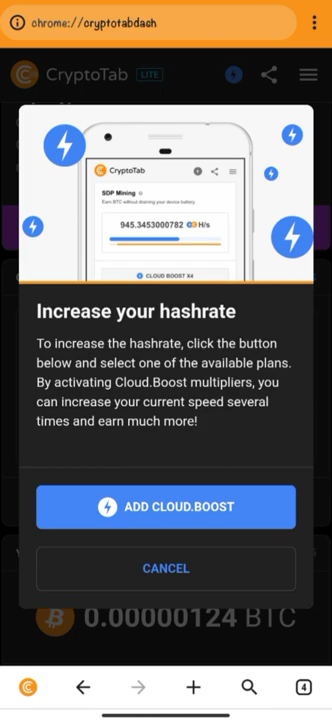 chrome://cryptotabdash
CryptoTab LITE
CryptoTab
SDP Mining
Earn BTC without draining your device battery
945.3453000782 H/s
CLOUD BOOST X4
Increase your hashrate
To increase the hashrate, click the button
below and select one of the available plans.
By activating Cloud.Boost multipliers, you
can increase your current speed several
times and earn much more!
ADD CLOUD.BOOST
CANCEL
0.00000124 BTC
4